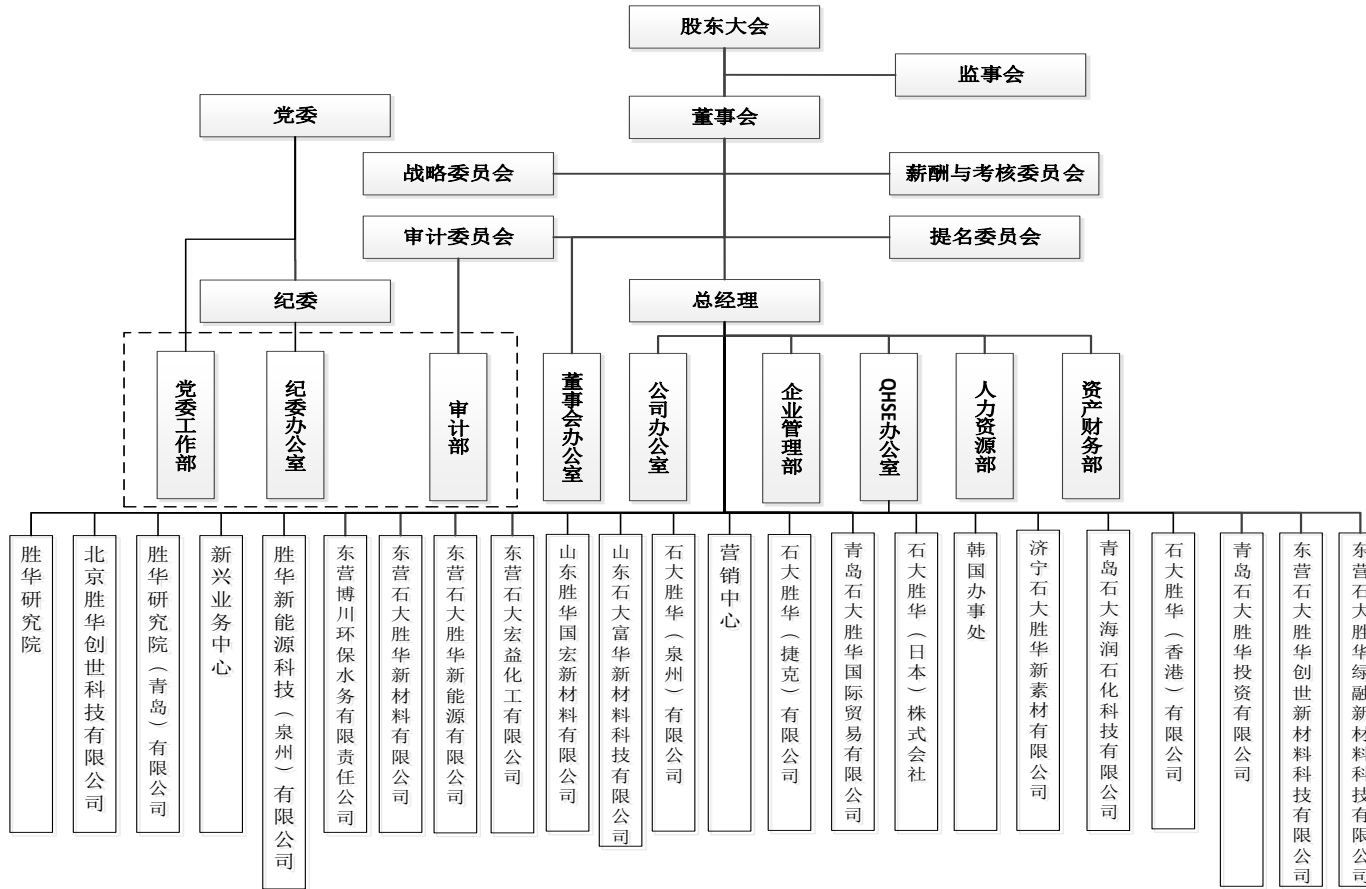 股东大会
监事会
党委
董事会
战略委员会
薪酬与考核委员会
审计委员会
提名委员会
纪委
总经理
党委工作部
纪委办公室
审计部
董事会办公室
公司办公室
企业管理部
QHSE办公室
人力资源部
资产财务部
胜华研究院
北京胜华创世科技有限公司
胜华研究院（青岛）有限公司
新兴业务中心
胜华新能源科技（泉州）有限公司
东营博川环保水务有限责任公司
东营石大胜华新材料有限公司
东营石大胜华新能源有限公司
东营石大宏益化工有限公司
山东胜华国宏新材料有限公司
山东石大富华新材料科技有限公司
石大胜华（泉州）有限公司
营销中心
石大胜华（捷克）有限公司
青岛石大胜华国际贸易有限公司
石大胜华（日本）株式会社
韩国办事处
济宁石大胜华新素材有限公司
青岛石大海润石化科技有限公司
石大胜华（香港）有限公司
青岛石大胜华投资有限公司
东营石大胜华创世新材料科技有限公司
东营石大胜华绿融新材料科技有限公司